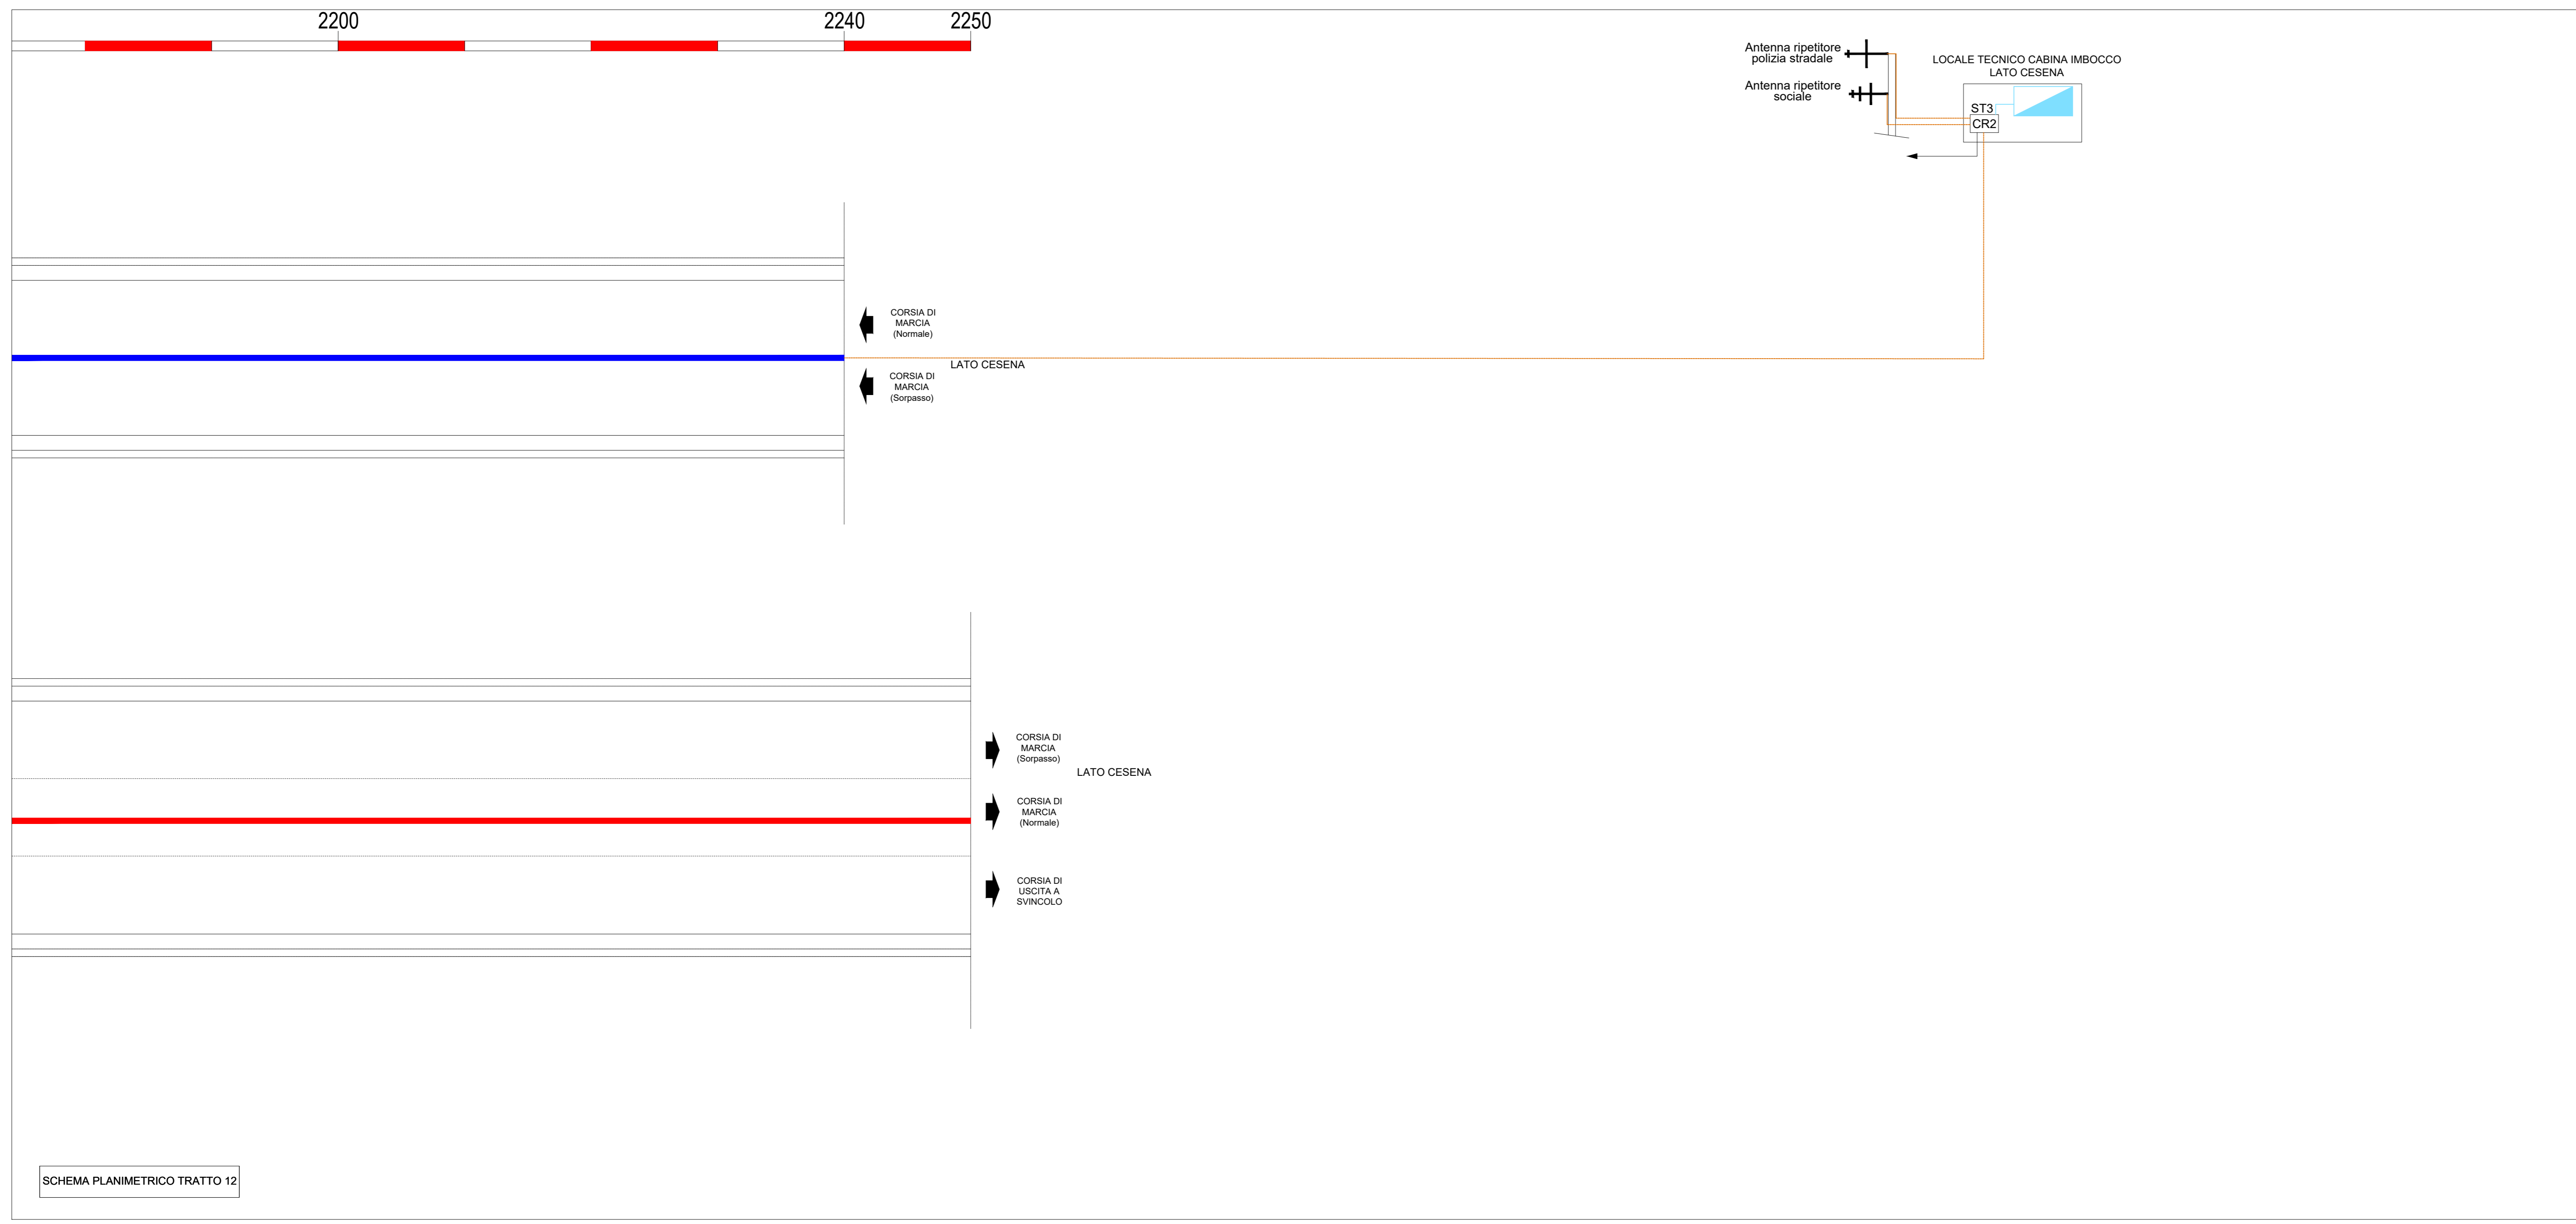 2200
2240
2250
Antenna ripetitore
polizia stradale
Antenna ripetitore
sociale
LOCALE TECNICO CABINA IMBOCCO
LATO CESENA
ST3
CR2
CORSIA DI
MARCIA
(Normale)
LATO CESENA
CORSIA DI
MARCIA
(Sorpasso)
CORSIA DI
MARCIA
(Sorpasso)
LATO CESENA
CORSIA DI
MARCIA
(Normale)
CORSIA DI
USCITA A
SVINCOLO
SCHEMA PLANIMETRICO TRATTO 12